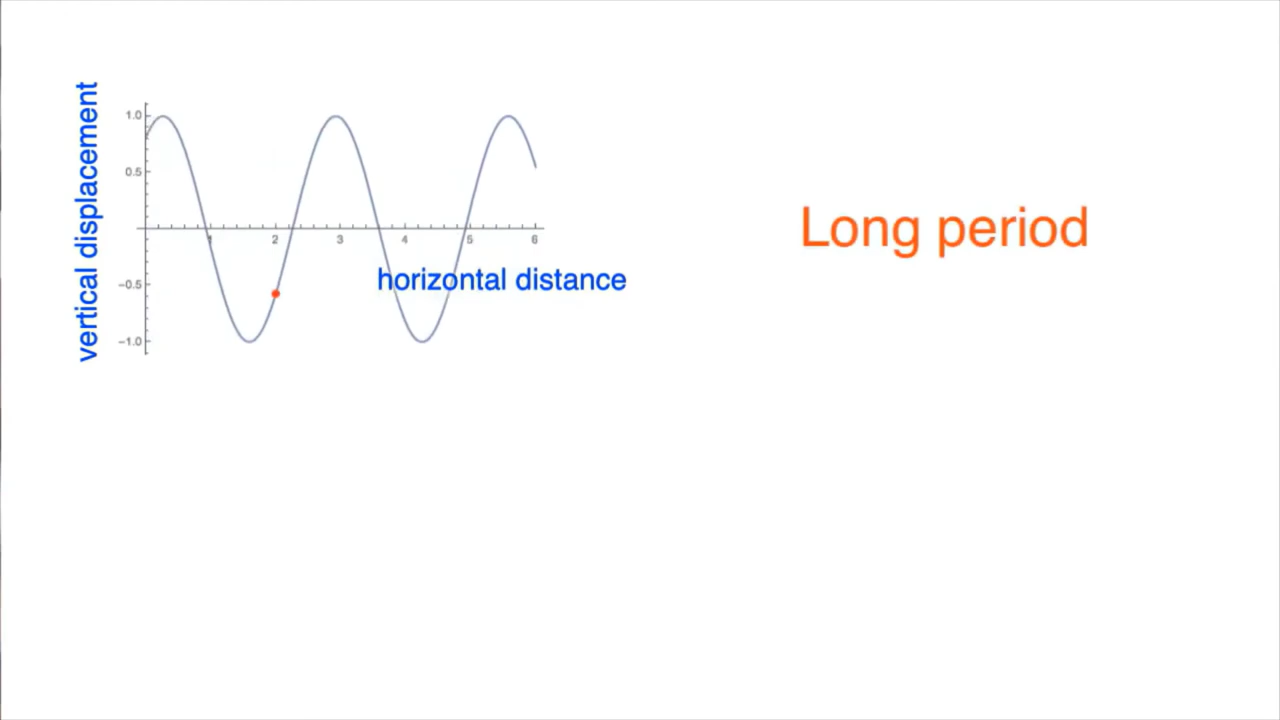 vertical displacement
1.0
0.5
-0.5
-1.0
1 2 3 4 5 6
horizontal distance
Long period